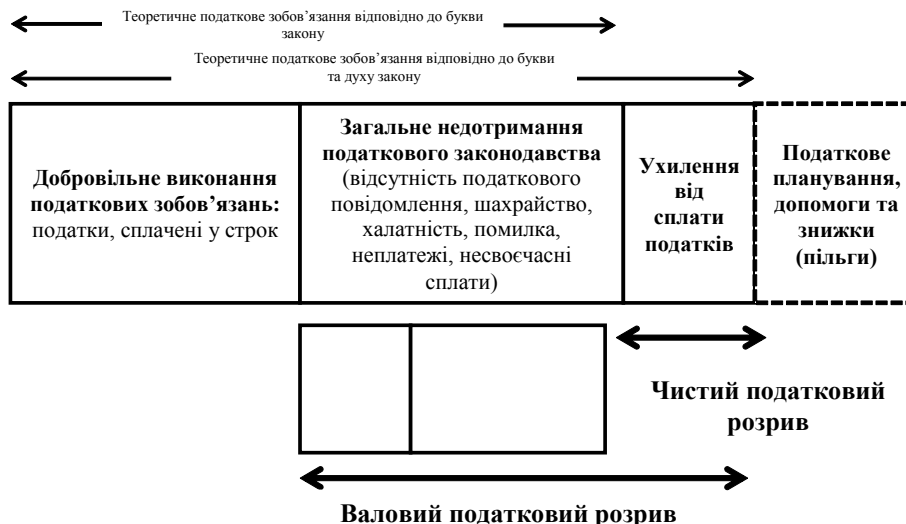 Теоретичне податкове зобов’язання відповідно до букви
закону
Теоретичне податкове зобов’язання відповідно до букви
та духу закону
Добровільне виконання
податкових зобов’язань:
податки, сплачені у строк
Загальне недотримання
податкового законодавства
(відсутність податкового
повідомлення, шахрайство,
халатність, помилка,
неплатежі, несвоєчасні
сплати)
Ухилення
від
сплати
податків
Податкове
планування,
допомоги та
знижки
(пільги)
Чистий податковий
розрив
Валовий податковий розрив